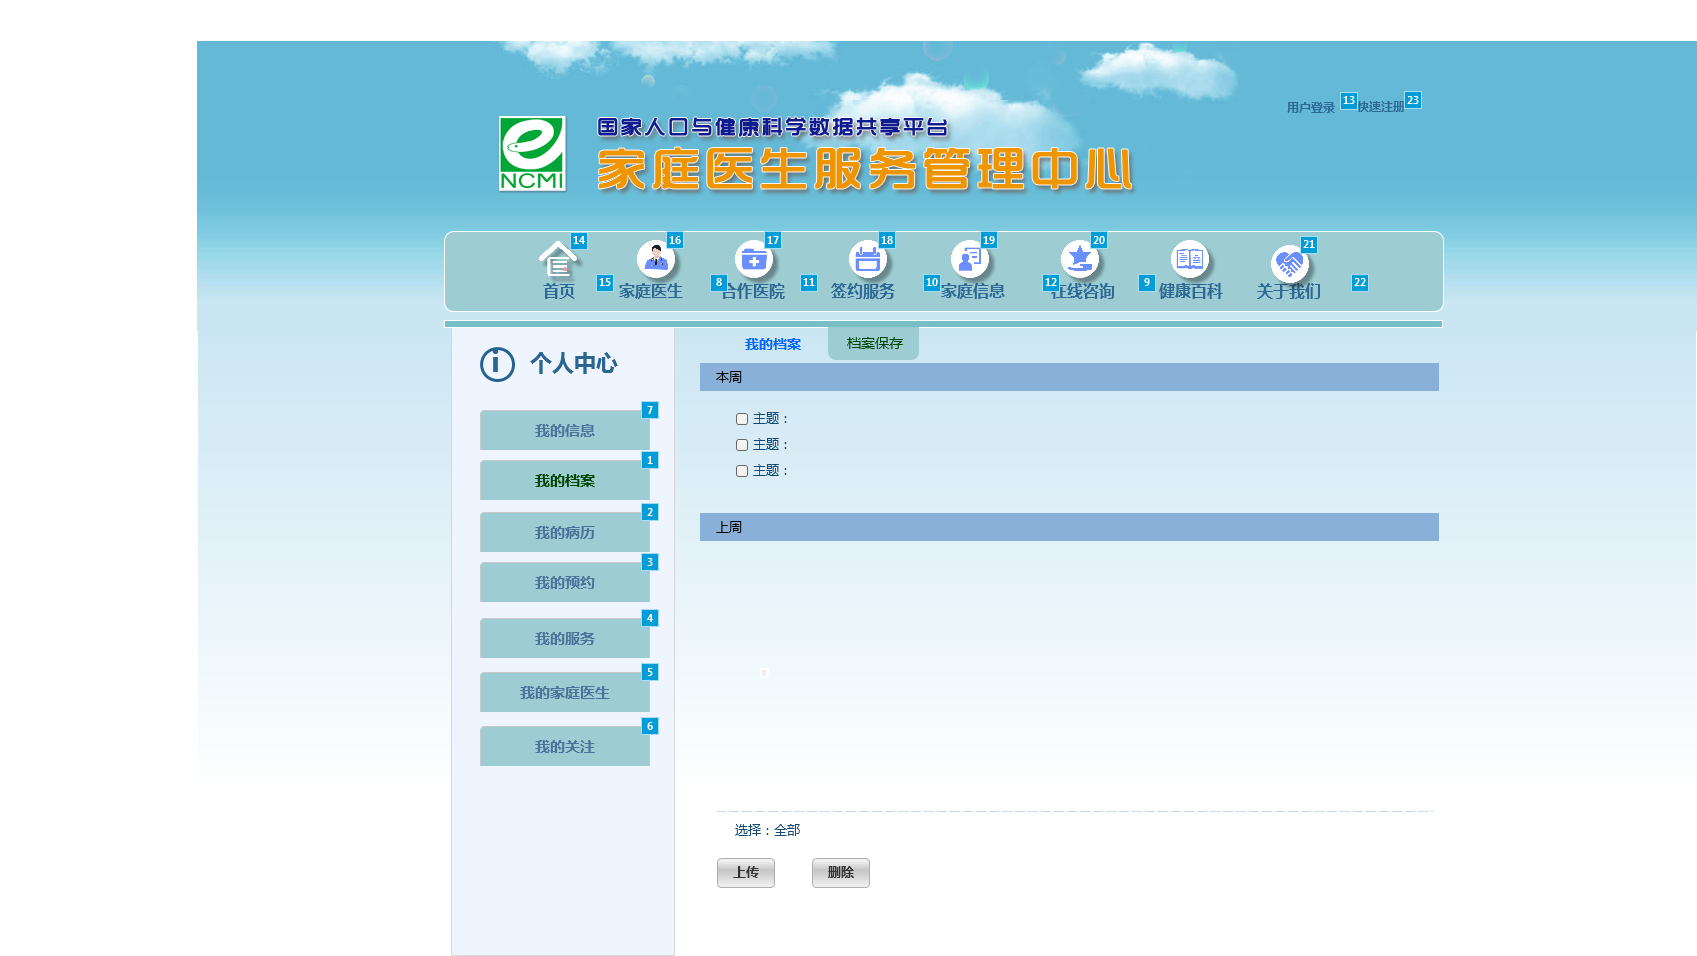 用户登录 13 快速注册 23
国家人口与健康科学数据共享平台
家庭医生服务管理中心
NCMI
14 16 17 18 19 20 21
首页 15 家庭医生 8 合作医院 11 签约服务 10 家庭信息 12 在线咨询 9 健康百科 关于我们 22
个人中心
7
我的信息
1
我的档案
2
我的病历
3
我的预约
4
我的服务
5
我的家庭医生
6
我的关注
我的档案 档案保存
本周
主题：
主题：
主题：
上周
选择：全部
上传 删除